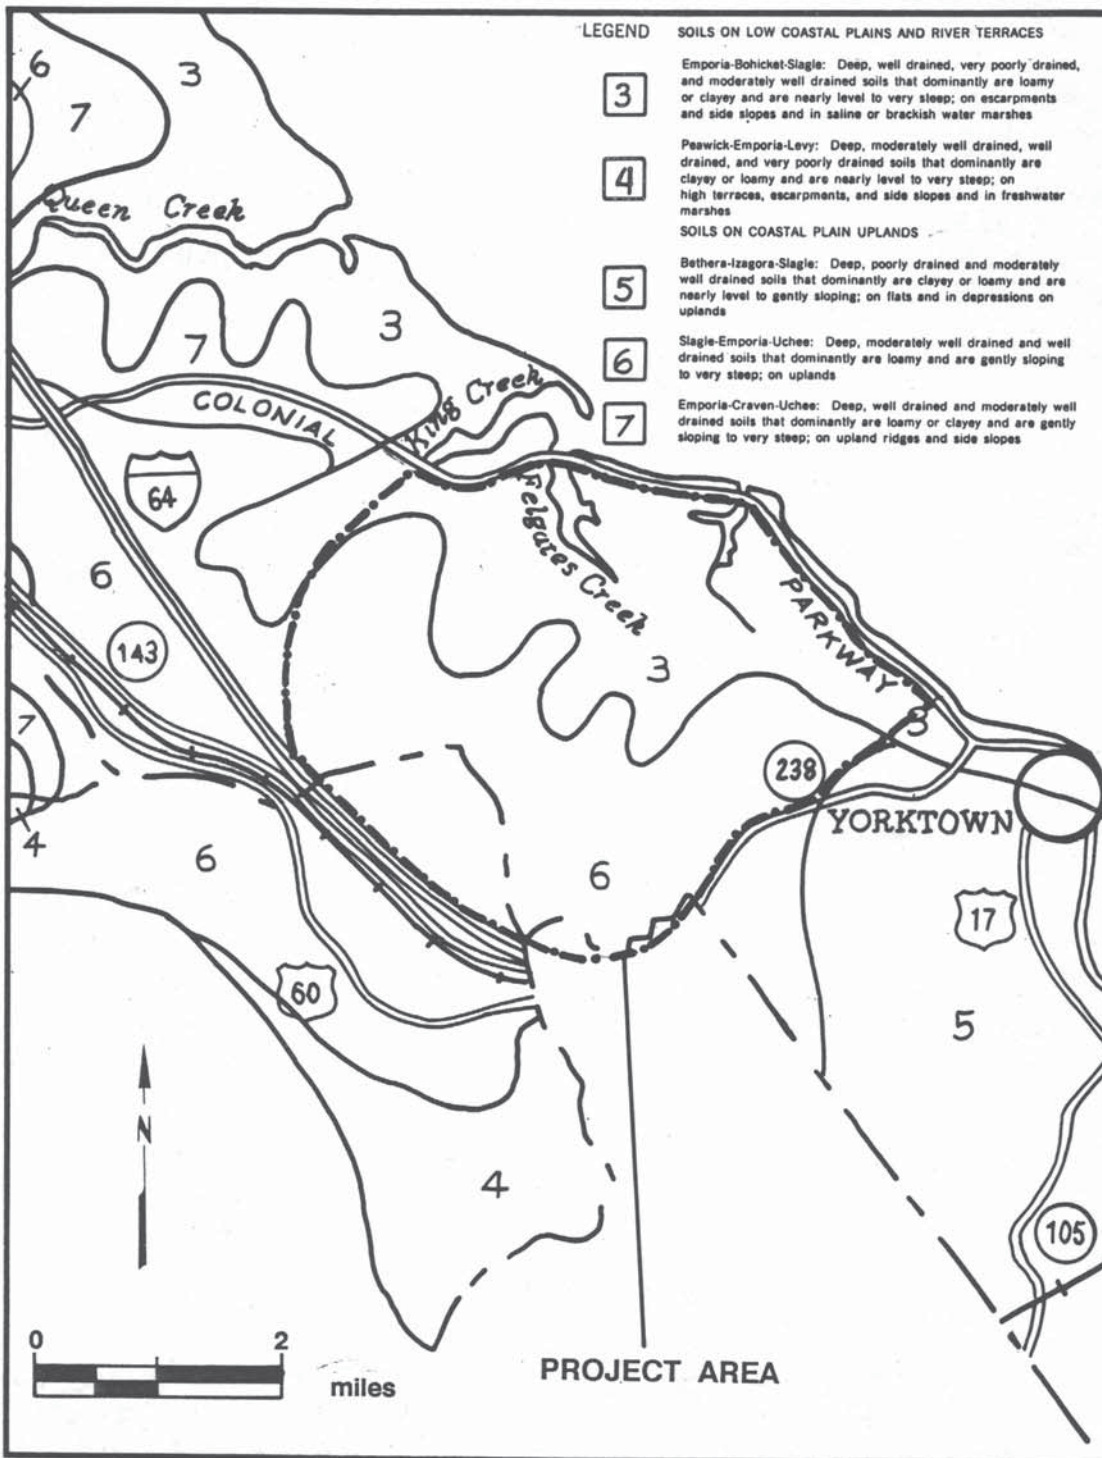 LEGEND
SOILS ON LOW COASTAL PLAINS AND RIVER TERRACES
3
Emporia-Bohicket-Slagle: Deep, well drained, very poorly drained,
and moderately well drained soils that dominantly are loamy
or clayey and are nearly level to very steep; on escarpments
and side slopes and in saline or brackish water marshes
4
Peawick-Emporia-Levy: Deep, moderately well drained, well
drained, and very poorly drained soils that dominantly are
clayey or loamy and are nearly level to very steep; on
high terraces, escarpments, and side slopes and in freshwater
marshes
SOILS ON COASTAL PLAIN UPLANDS
5
Bethera-Izagora-Slagle: Deep, poorly drained and moderately
well drained soils that dominantly are clayey or loamy and are
nearly level to gently sloping; on flats and in depressions on
uplands
6
Slagle-Emporia-Uchee: Deep, moderately well drained and well
drained soils that dominantly are loamy and are gently sloping
to very steep; on uplands
7
Emporia-Craven-Uchee: Deep, well drained and moderately well
drained soils that dominantly are loamy or clayey and are gently
sloping to very steep; on upland ridges and side slopes
6
3
7
Queen Creek
3
7
COLONIAL
King Creek
64
Felgates Creek
6
PARKWAY
143
3
7
3
238
YORKTOWN
4
6
6
17
60
5
N
4
105
0
2
miles
PROJECT AREA